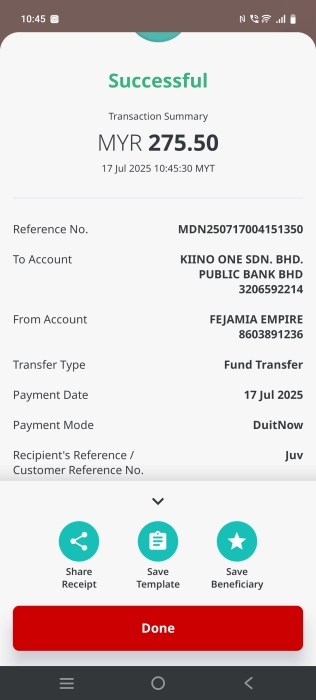 10:45
Successful
Transaction Summary
MYR 275.50
17 Jul 2025 10:45:30 MYT
Reference No. MDN250717004151350
To Account KIINO ONE SDN. BHD.
PUBLIC BANK BHD
3206592214
From Account FEJAMIA EMPIRE
8603891236
Transfer Type Fund Transfer
Payment Date 17 Jul 2025
Payment Mode DuitNow
Recipient's Reference / Juv
Customer Reference No.
Share Save Save
Receipt Template Beneficiary
Done